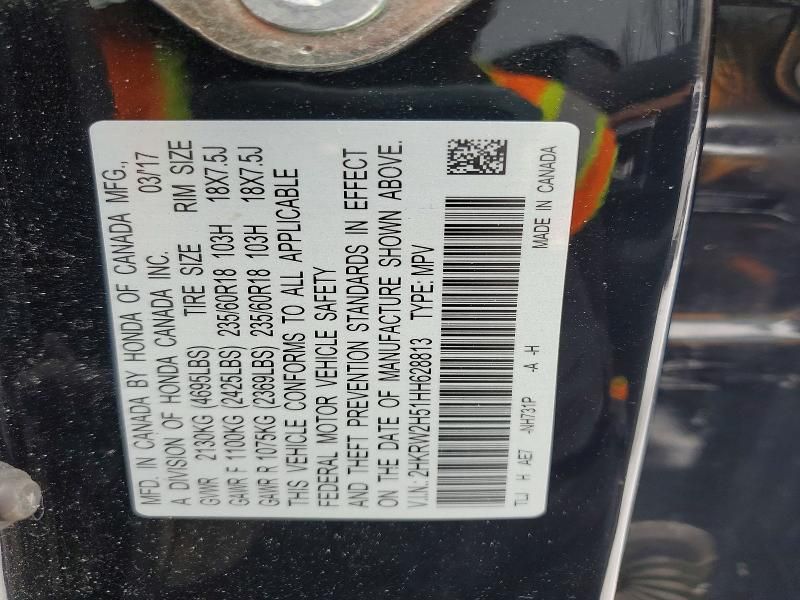 MFD. IN CANADA BY HONDA OF CANADA MFG.,
A DIVISION OF HONDA CANADA INC. 03/17
GVWR 2130KG (4695LBS) TIRE SIZE RIM SIZE
GAWR F 1100KG (2425LBS) 235/60R18 103H 18X7.5J
GAWR R 1075KG (2369LBS) 235/60R18 103H 18X7.5J
THIS VEHICLE CONFORMS TO ALL APPLICABLE
FEDERAL MOTOR VEHICLE SAFETY
AND THEFT PREVENTION STANDARDS IN EFFECT
ON THE DATE OF MANUFACTURE SHOWN ABOVE.
V.I.N.: 2HKRW2H51HH628813 TYPE: MPV
TLJ H AE7 -NH731P -A -H MADE IN CANADA